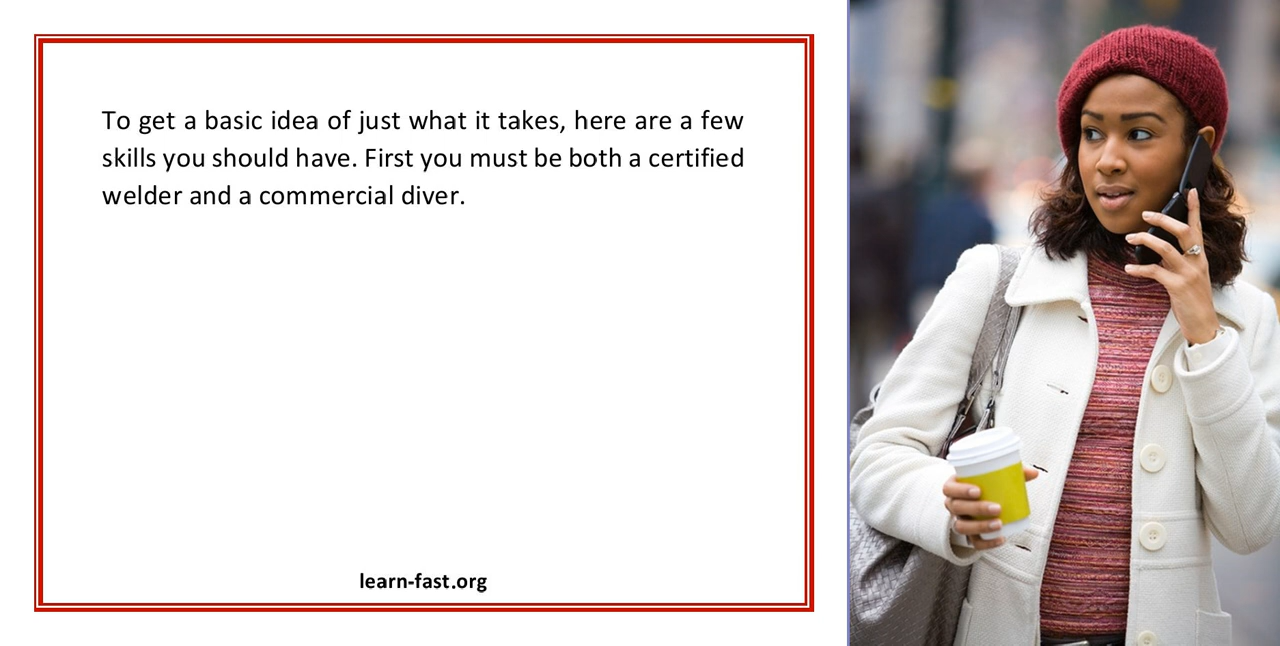 To get a basic idea of just what it takes, here are a few
skills you should have. First you must be both a certified
welder and a commercial diver.
learn-fast.org